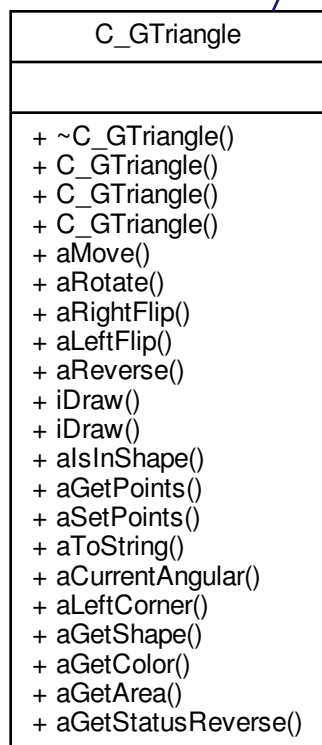 C_GTriangle
+ ~C_GTriangle()
+ C_GTriangle()
+ C_GTriangle()
+ C_GTriangle()
+ aMove()
+ aRotate()
+ aRightFlip()
+ aLeftFlip()
+ aReverse()
+ iDraw()
+ iDraw()
+ aIsInShape()
+ aGetPoints()
+ aSetPoints()
+ aToString()
+ aCurrentAngular()
+ aLeftCorner()
+ aGetShape()
+ aGetColor()
+ aGetArea()
+ aGetStatusReverse()